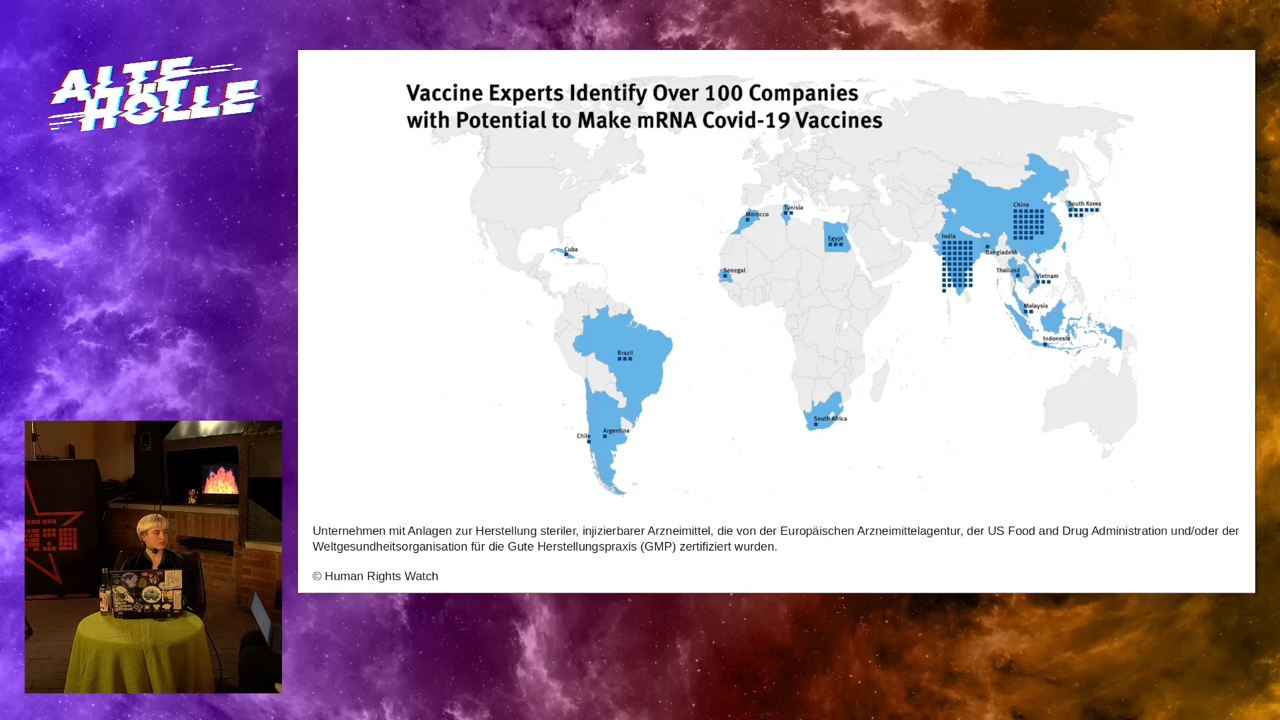 ALTE
HÖLLE
Vaccine Experts Identify Over 100 Companies
with Potential to Make mRNA Covid-19 Vaccines
China
South Korea
Tunisia
Morocco
India
Egypt
Cuba
Bangladesh
Senegal
Thailand
Vietnam
Malaysia
Indonesia
Brazil
South Africa
Chile
Argentina
Unternehmen mit Anlagen zur Herstellung steriler, injizierbarer Arzneimittel, die von der Europäischen Arzneimittelagentur, der US Food and Drug Administration und/oder der
Weltgesundheitsorganisation für die Gute Herstellungspraxis (GMP) zertifiziert wurden.
© Human Rights Watch